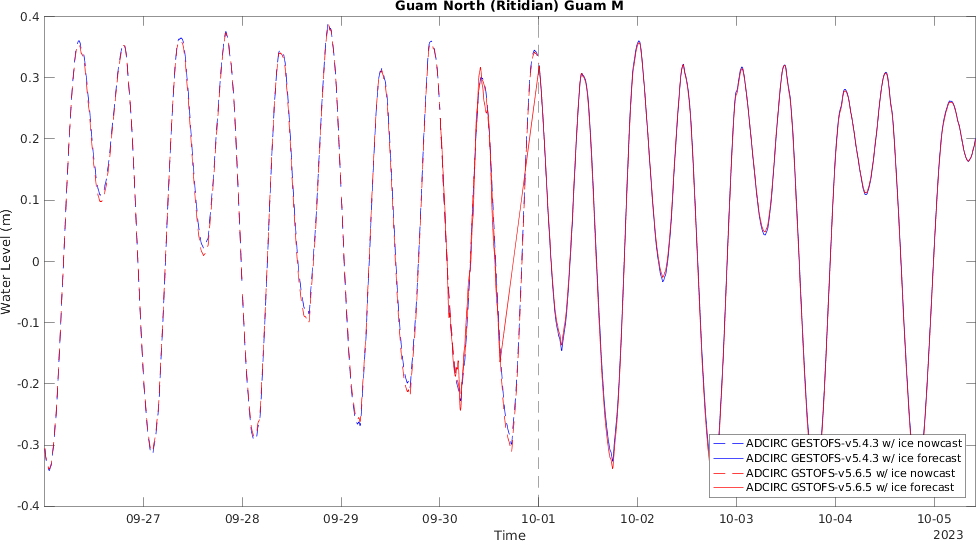 Guam North (Ritidian) Guam M
0.4
0.3
0.2
0.1
0
-0.1
-0.2
-0.3
-0.4
Water Level (m)
09-27 09-28 09-29 09-30 10-01 10-02 10-03 10-04 10-05
Time
2023
ADCIRC GESTOFS-v5.4.3 w/ ice nowcast
ADCIRC GESTOFS-v5.4.3 w/ ice forecast
ADCIRC GSTOFS-v5.6.5 w/ ice nowcast
ADCIRC GSTOFS-v5.6.5 w/ ice forecast